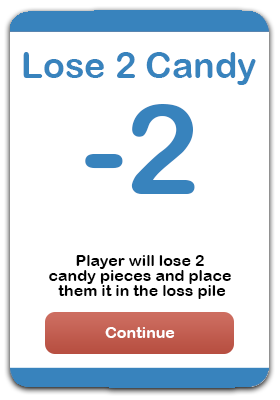 Lose 2 Candy
-2
Player will lose 2
candy pieces and place
them it in the loss pile
Continue